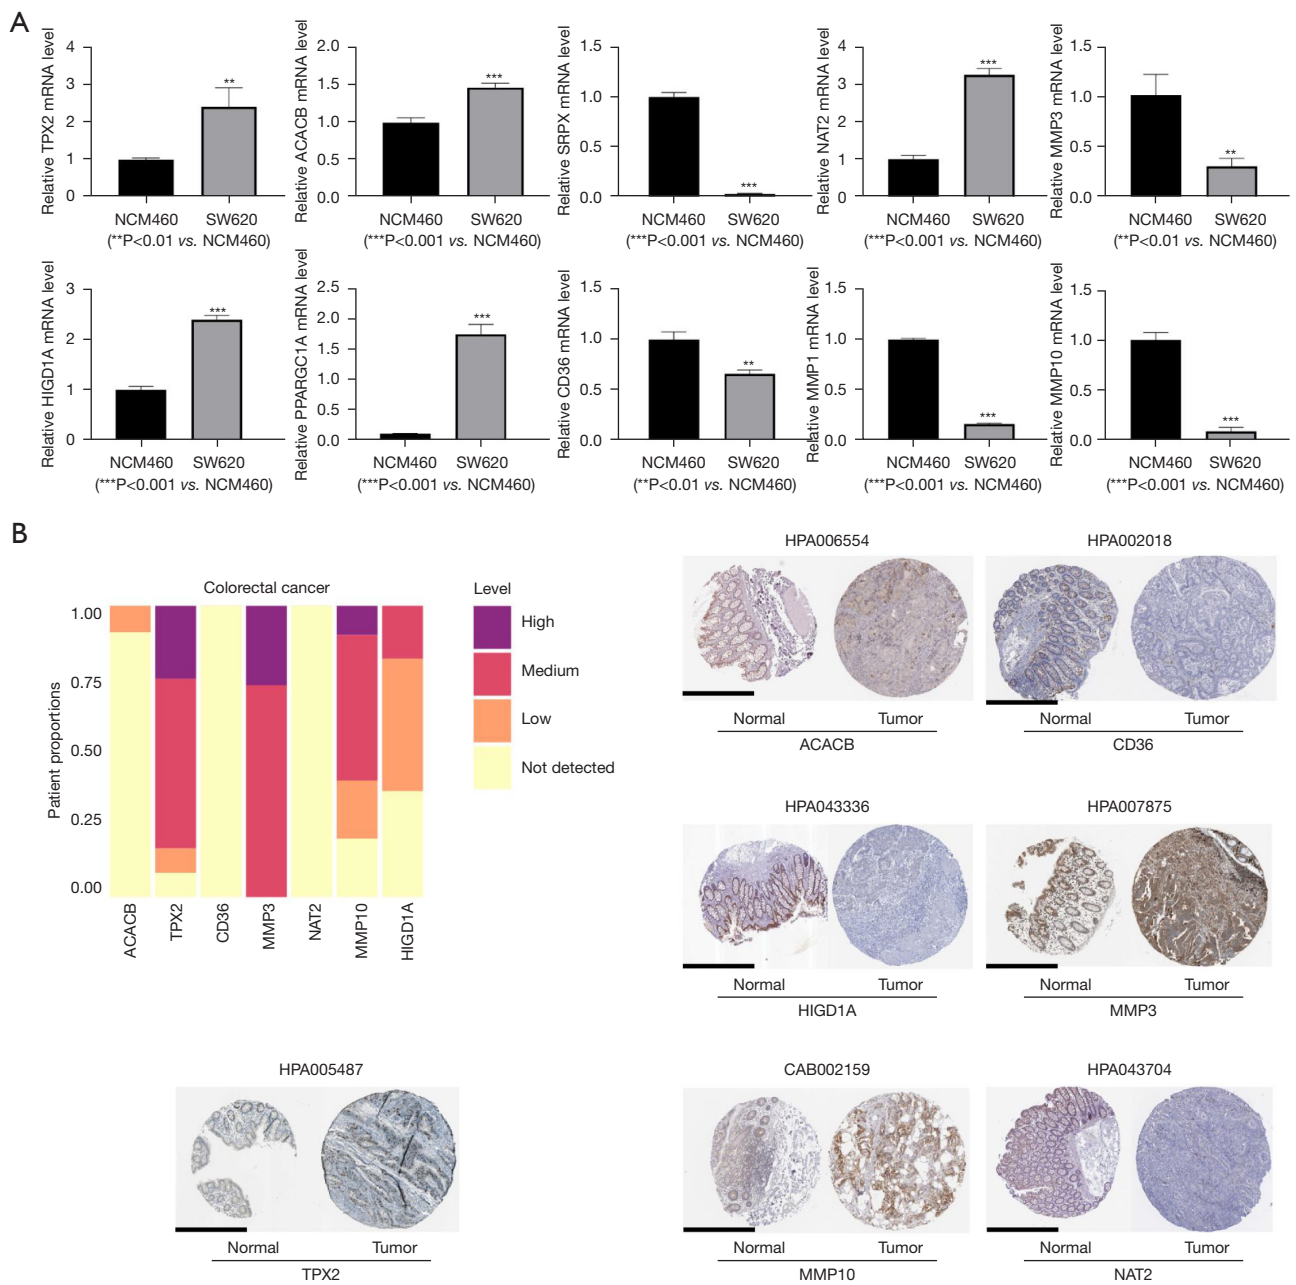 A
Relative TPX2 mRNA level
4
3
2
1
0
**
NCM460 SW620
(**P<0.01 vs. NCM460)
Relative ACACB mRNA level
2.0
1.5
1.0
0.5
0.0
***
NCM460 SW620
(***P<0.001 vs. NCM460)
Relative SRPX mRNA level
1.5
1.0
0.5
0.0
***
NCM460 SW620
(***P<0.001 vs. NCM460)
Relative NAT2 mRNA level
4
3
2
1
0
***
NCM460 SW620
(***P<0.001 vs. NCM460)
Relative MMP3 mRNA level
1.5
1.0
0.5
0.0
**
NCM460 SW620
(**P<0.01 vs. NCM460)
Relative HIGD1A mRNA level
3
2
1
0
***
NCM460 SW620
(***P<0.001 vs. NCM460)
Relative PPARGC1A mRNA level
2.5
2.0
1.5
1.0
0.5
0.0
***
NCM460 SW620
(***P<0.001 vs. NCM460)
Relative CD36 mRNA level
1.5
1.0
0.5
0.0
**
NCM460 SW620
(**P<0.01 vs. NCM460)
Relative MMP1 mRNA level
1.5
1.0
0.5
0.0
***
NCM460 SW620
(***P<0.001 vs. NCM460)
Relative MMP10 mRNA level
1.5
1.0
0.5
0.0
***
NCM460 SW620
(***P<0.001 vs. NCM460)
B
Colorectal cancer
Patient proportions
1.00
0.75
0.50
0.25
0.00
ACACB
TPX2
CD36
MMP3
NAT2
MMP10
HIGD1A
Level
High
Medium
Low
Not detected
HPA006554
Normal Tumor
ACACB
HPA002018
Normal Tumor
CD36
HPA043336
Normal Tumor
HIGD1A
HPA007875
Normal Tumor
MMP3
HPA005487
Normal Tumor
TPX2
CAB002159
Normal Tumor
MMP10
HPA043704
Normal Tumor
NAT2